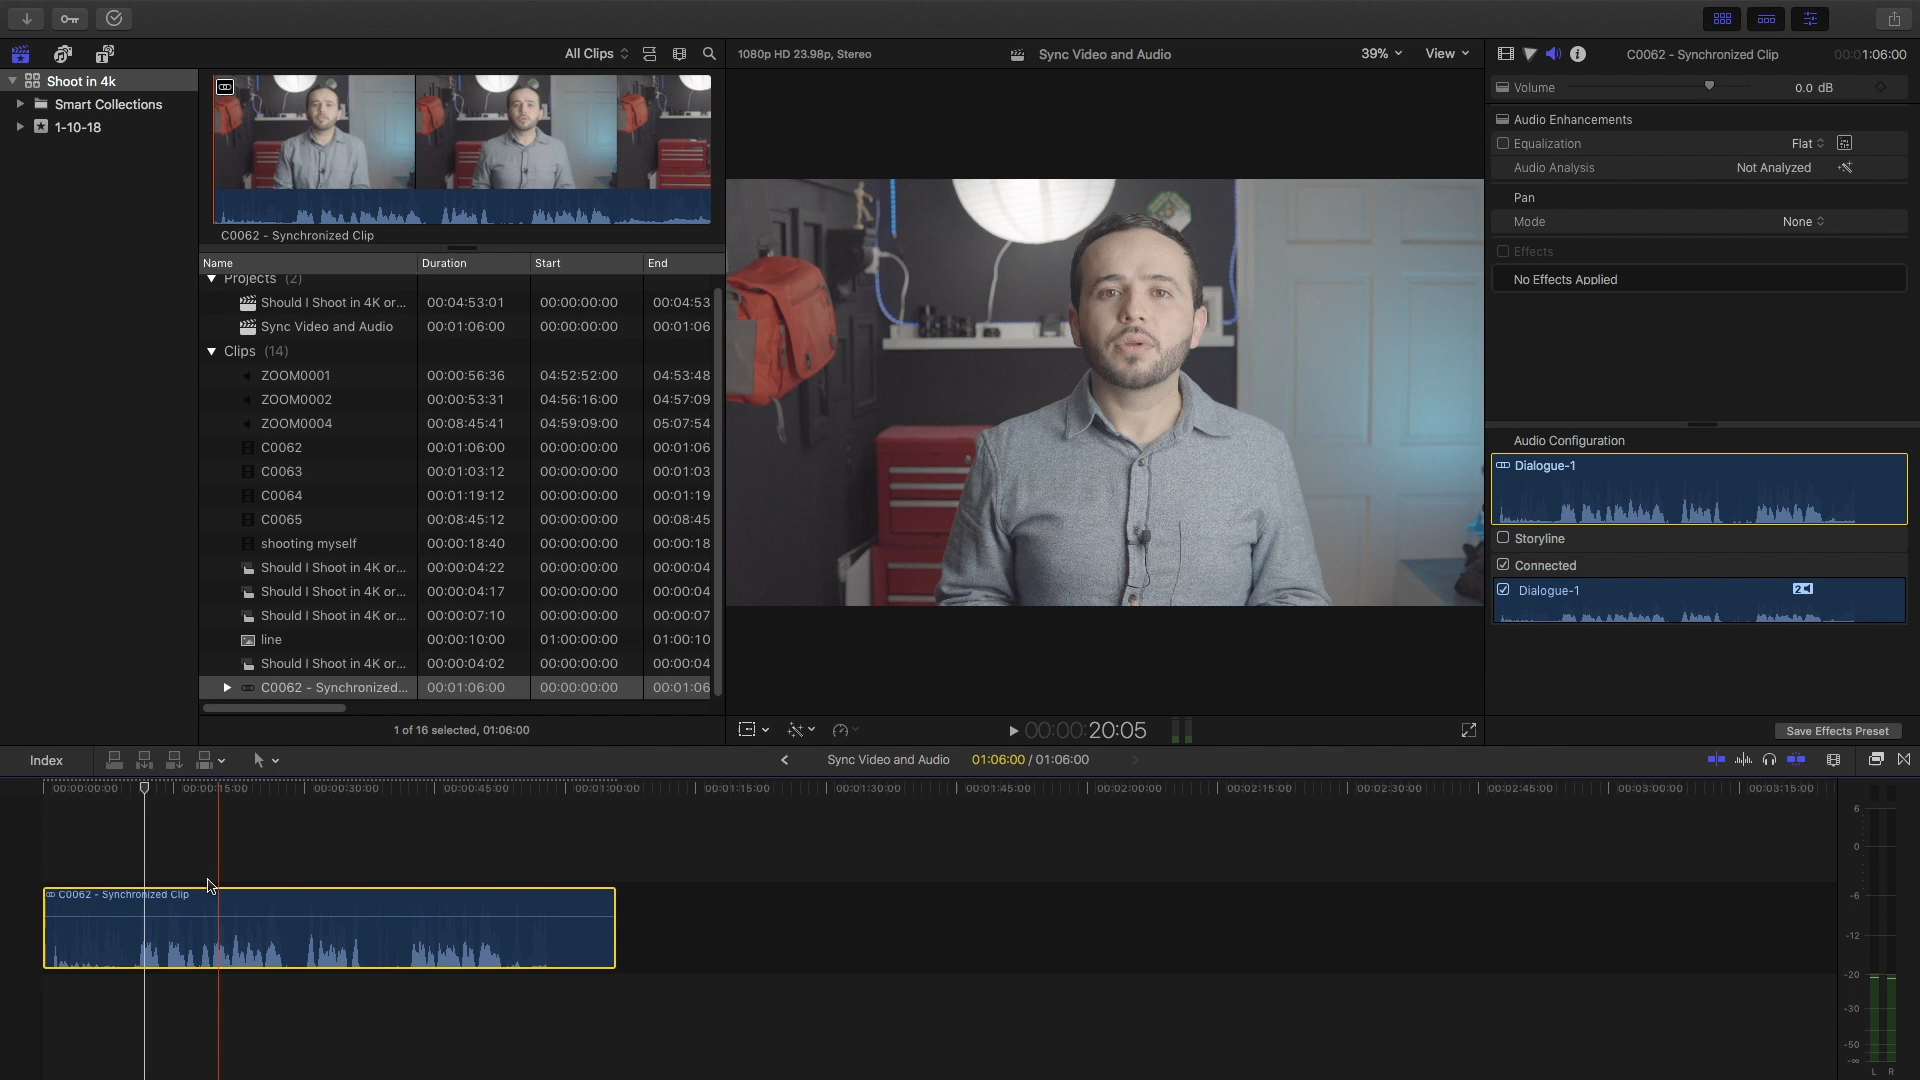 All Clips
1080p HD 23.98p, Stereo
Sync Video and Audio
39%
View
C0062 - Synchronized Clip
00:01:06:00
Shoot in 4k
Smart Collections
1-10-18
C0062 - Synchronized Clip
Name Duration Start End
Projects (2)
Should I Shoot in 4K or... 00:04:53:01 00:00:00:00 00:04:53
Sync Video and Audio 00:01:06:00 00:00:00:00 00:01:06
Clips (14)
ZOOM0001 00:00:56:36 04:52:52:00 04:53:48
ZOOM0002 00:00:53:31 04:56:16:00 04:57:09
ZOOM0004 00:08:45:41 04:59:09:00 05:07:54
C0062 00:01:06:00 00:00:00:00 00:01:06
C0063 00:01:03:12 00:00:00:00 00:01:03
C0064 00:01:19:12 00:00:00:00 00:01:19
C0065 00:08:45:12 00:00:00:00 00:08:45
shooting myself 00:00:18:40 00:00:00:00 00:00:18
Should I Shoot in 4K or... 00:00:04:22 00:00:00:00 00:00:04
Should I Shoot in 4K or... 00:00:04:17 00:00:00:00 00:00:04
Should I Shoot in 4K or... 00:00:07:10 00:00:00:00 00:00:07
line 00:00:10:00 01:00:00:00 01:00:10
Should I Shoot in 4K or... 00:00:04:02 00:00:00:00 00:00:04
C0062 - Synchronized... 00:01:06:00 00:00:00:00 00:01:06
1 of 16 selected, 01:06:00
00:00:20:05
Volume 0.0 dB
Audio Enhancements
Equalization Flat
Audio Analysis Not Analyzed
Pan
Mode None
Effects
No Effects Applied
Audio Configuration
Dialogue-1
Storyline
Connected
Dialogue-1 2
Save Effects Preset
Index
Sync Video and Audio 01:06:00 / 01:06:00
00:00:00:00 00:00:15:00 00:00:30:00 00:00:45:00 00:01:00:00 00:01:15:00 00:01:30:00 00:01:45:00 00:02:00:00 00:02:15:00 00:02:30:00 00:02:45:00 00:03:00:00 00:03:15:00
C0062 - Synchronized Clip
6
0
-6
-12
-20
-30
-50
-∞
L R